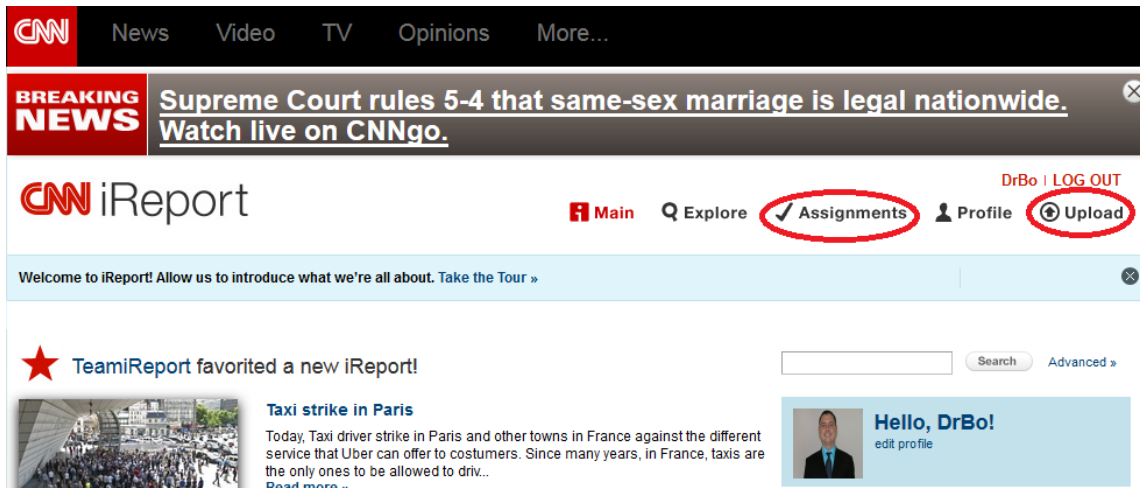 CNN News Video TV Opinions More...
BREAKING
NEWS
Supreme Court rules 5-4 that same-sex marriage is legal nationwide.
Watch live on CNNgo.
DrBo | LOG OUT
CNN iReport
Main Explore Assignments Profile Upload
Welcome to iReport! Allow us to introduce what we're all about. Take the Tour »
TeamiReport favorited a new iReport!
Search Advanced »
Taxi strike in Paris
Today, Taxi driver strike in Paris and other towns in France against the different
service that Uber can offer to costumers. Since many years, in France, taxis are
the only ones to be allowed to driv...
Read more »
Hello, DrBo!
edit profile